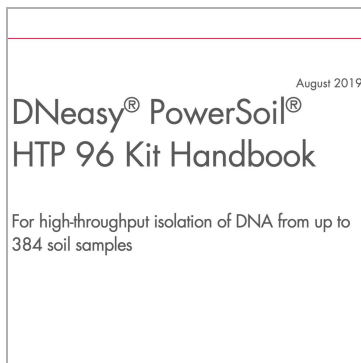 August 2019
DNeasy® PowerSoil®
HTP 96 Kit Handbook
For high-throughput isolation of DNA from up to
384 soil samples